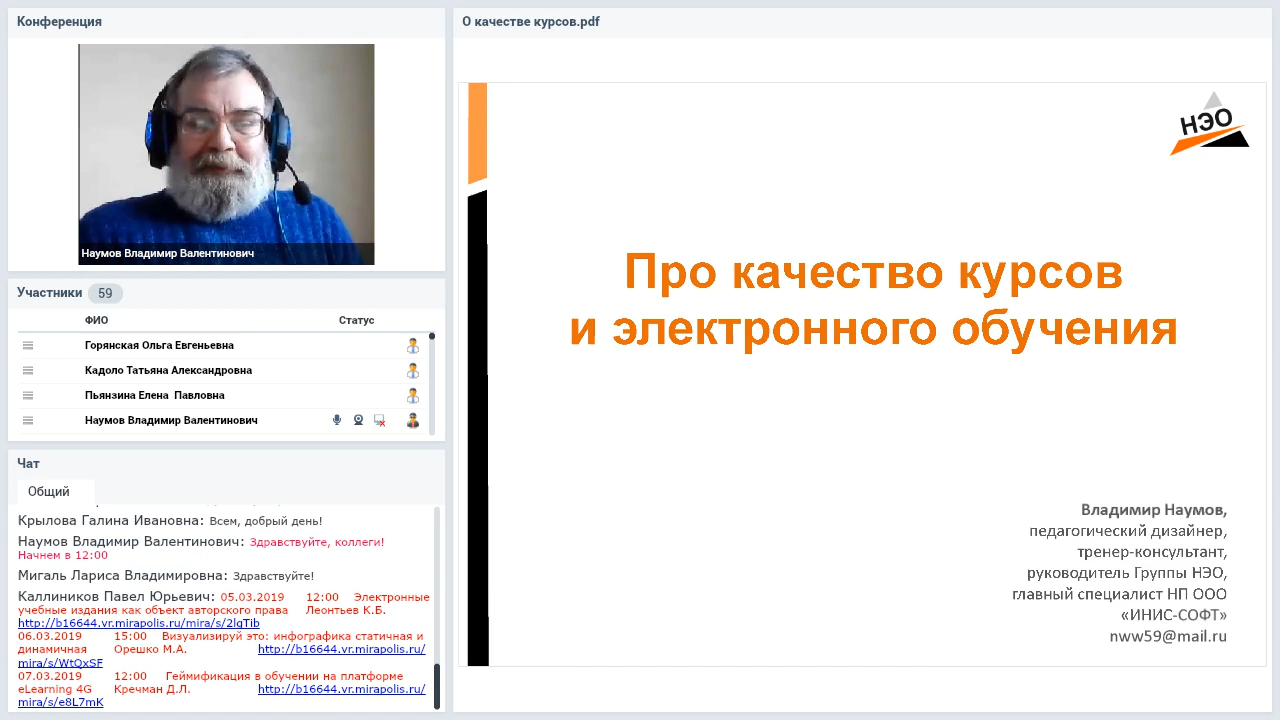 Конференция
Наумов Владимир Валентинович
Участники 59
ФИО Статус
Горянская Ольга Евгеньевна
Кадоло Татьяна Александровна
Пьянзина Елена Павловна
Наумов Владимир Валентинович
Чат
Общий
Крылова Галина Ивановна: Всем, добрый день!
Наумов Владимир Валентинович: Здравствуйте, коллеги!
Начнем в 12:00
Мигаль Лариса Владимировна: Здравствуйте!
Каллиников Павел Юрьевич: 05.03.2019 12:00 Электронные
учебные издания как объект авторского права Леонтьев К.Б.
http://b16644.vr.mirapolis.ru/mira/s/2lgTib
06.03.2019 15:00 Визуализируй это: инфографика статичная и
динамичная Орешко М.А. http://b16644.vr.mirapolis.ru/
mira/s/WtQxSF
07.03.2019 12:00 Геймификация в обучении на платформе
eLearning 4G Кречман Д.Л. http://b16644.vr.mirapolis.ru/
mira/s/e8L7mK
О качестве курсов.pdf
НЭО
Про качество курсов
и электронного обучения
Владимир Наумов,
педагогический дизайнер,
тренер-консультант,
руководитель Группы НЭО,
главный специалист НП ООО
«ИНИС-СОФТ»
nww59@mail.ru